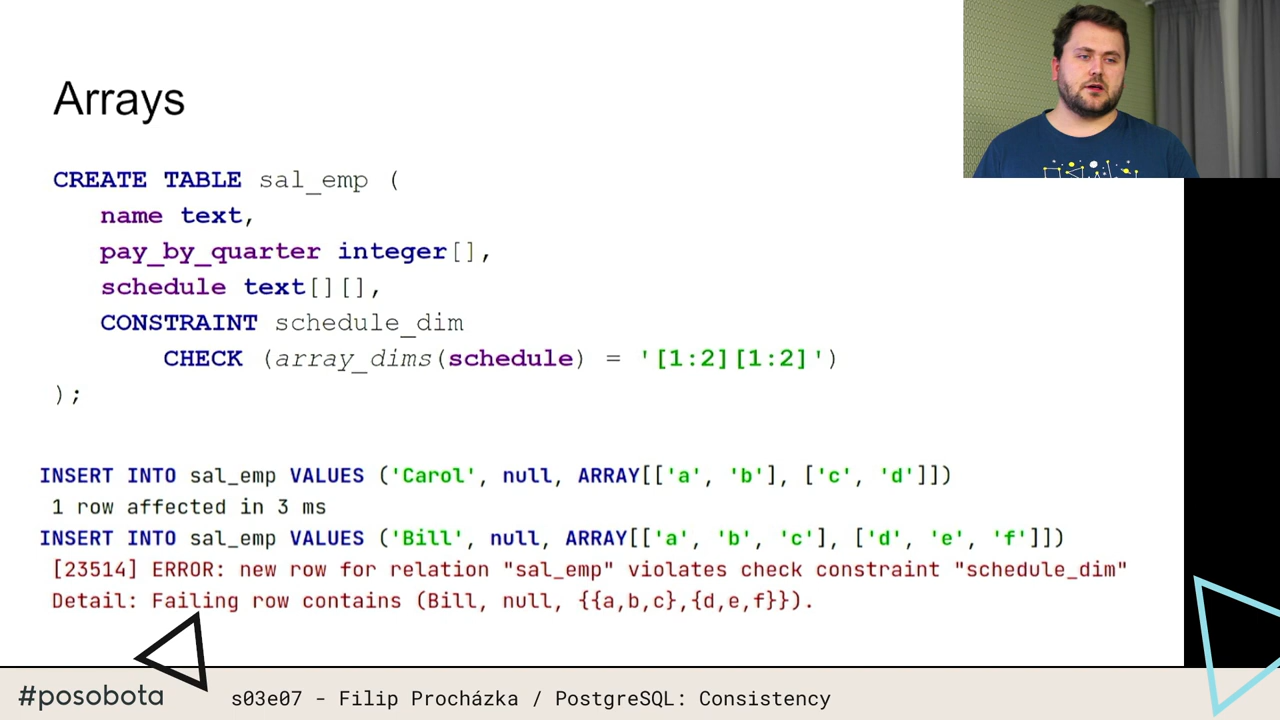 Arrays
CREATE TABLE sal_emp (
name text,
pay_by_quarter integer[],
schedule text[][],
CONSTRAINT schedule_dim
CHECK (array_dims(schedule) = '[1:2][1:2]')
);
INSERT INTO sal_emp VALUES ('Carol', null, ARRAY[['a', 'b'], ['c', 'd']])
1 row affected in 3 ms
INSERT INTO sal_emp VALUES ('Bill', null, ARRAY[['a', 'b', 'c'], ['d', 'e', 'f']])
[23514] ERROR: new row for relation "sal_emp" violates check constraint "schedule_dim"
Detail: Failing row contains (Bill, null, {{a,b,c},{d,e,f}}).
#posobota
s03e07 - Filip Procházka / PostgreSQL: Consistency